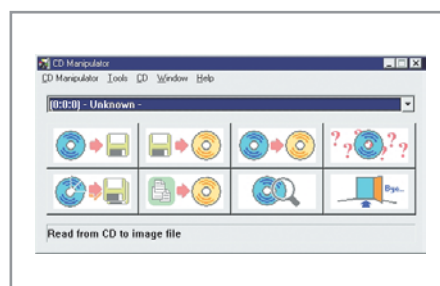 CD Manipulator
CD Manipulator Tools CD Window Help
[0:0:0] - Unknown -
? ? ? ? ?
Bye...
Read from CD to image file